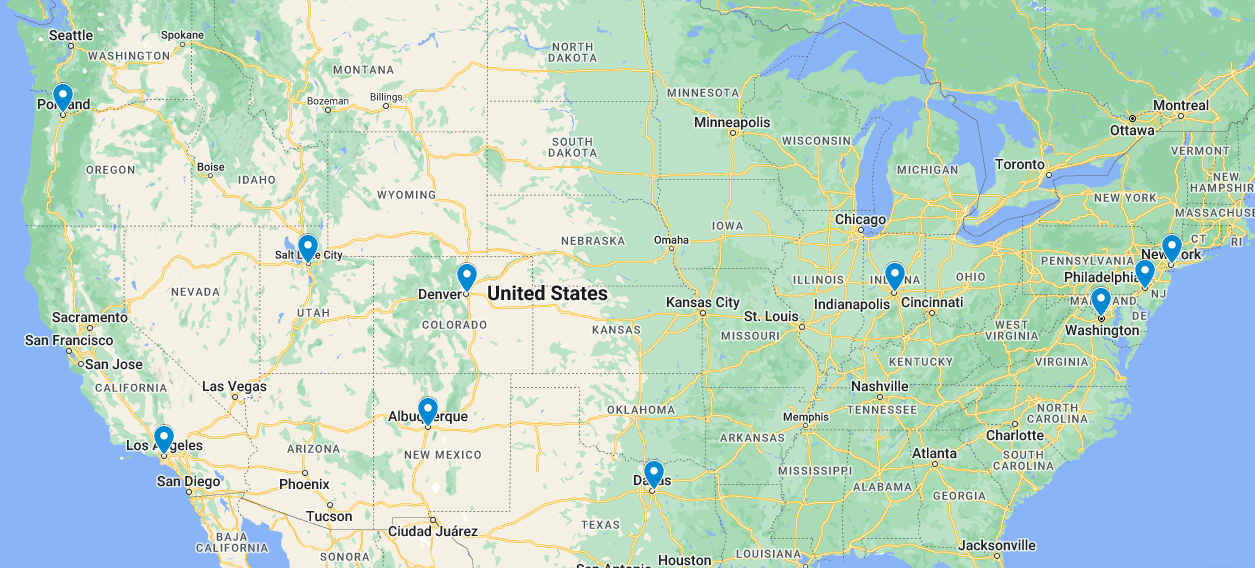 Seattle
Spokane
WASHINGTON
NORTH
DAKOTA
MONTANA
Bozeman
Billings
MINNESOTA
Montreal
Portland
Minneapolis
Ottawa
WISCONSIN
SOUTH
DAKOTA
VERMONT
Toronto
MICHIGAN
OREGON
Boise
IDAHO
NEW
HAMPSHIR
WYOMING
NEW YORK
MASSACHUSE
Chicago
IOWA
Omaha
NEBRASKA
CT
RI
Salt Lake City
New York
PENNSYLVANIA
Philadelphia
ILLINOIS
INDIANA
OHIO
NEVADA
Denver
United States
NJ
Kansas City
Indianapolis
Cincinnati
MARYLAND
UTAH
Sacramento
St. Louis
DE
COLORADO
KANSAS
MISSOURI
WEST
VIRGINIA
Washington
San Francisco
San Jose
KENTUCKY
VIRGINIA
CALIFORNIA
Las Vegas
Nashville
TENNESSEE
OKLAHOMA
Memphis
NORTH
CAROLINA
Albuquerque
Los Angeles
ARIZONA
NEW MEXICO
ARKANSAS
Charlotte
Atlanta
SOUTH
CAROLINA
San Diego
Phoenix
Dallas
MISSISSIPPI
ALABAMA
GEORGIA
Tucson
Ciudad Juárez
TEXAS
BAJA
CALIFORNIA
SONORA
LOUISIANA
Jacksonville
Houston
San Antonio